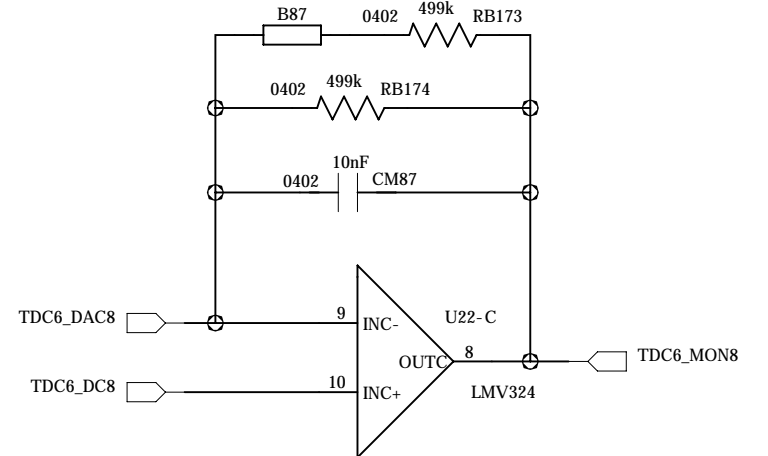 B87
0402
499k
RB173
0402
499k
RB174
0402
10nF
CM87
TDC6_DAC8
9
INC-
U22-C
OUTC
8
TDC6_MON8
TDC6_DC8
10
INC+
LMV324